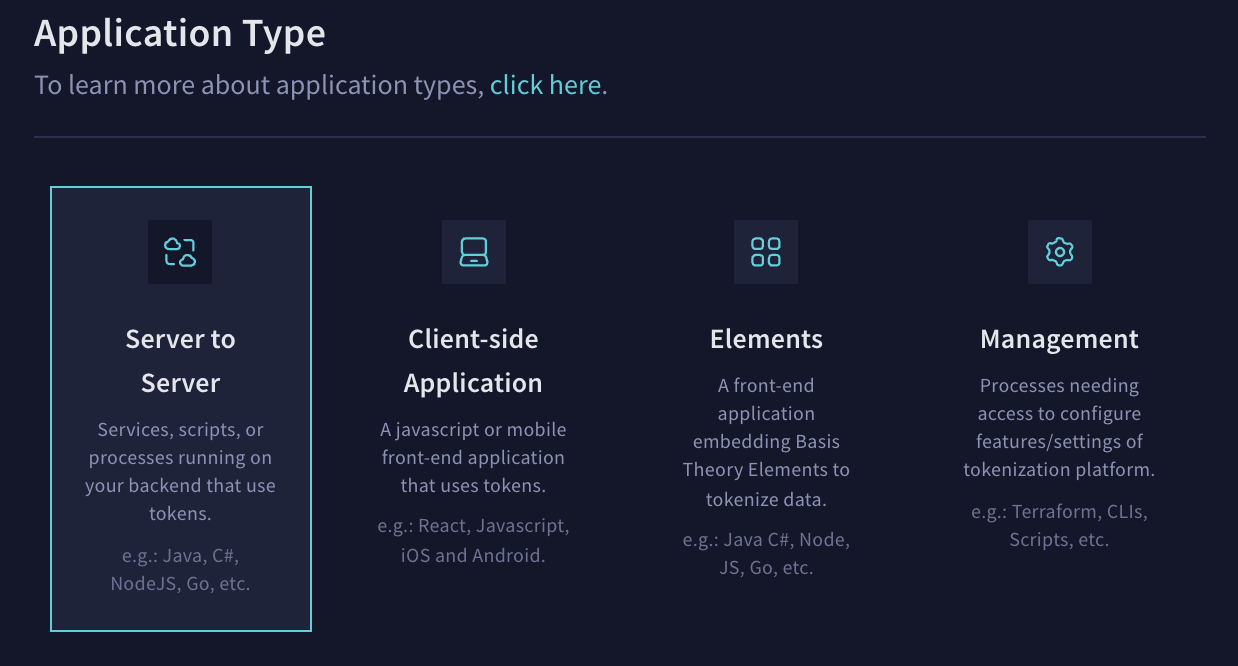 Application Type
To learn more about application types, click here.
Server to
Server
Services, scripts, or
processes running on
your backend that use
tokens.
e.g.: Java, C#,
NodeJS, Go, etc.
Client-side
Application
A javascript or mobile
front-end application
that uses tokens.
e.g.: React, Javascript,
iOS and Android.
Elements
A front-end
application
embedding Basis
Theory Elements to
tokenize data.
e.g.: Java C#, Node,
JS, Go, etc.
Management
Processes needing
access to configure
features/settings of
tokenization platform.
e.g.: Terraform, CLIs,
Scripts, etc.